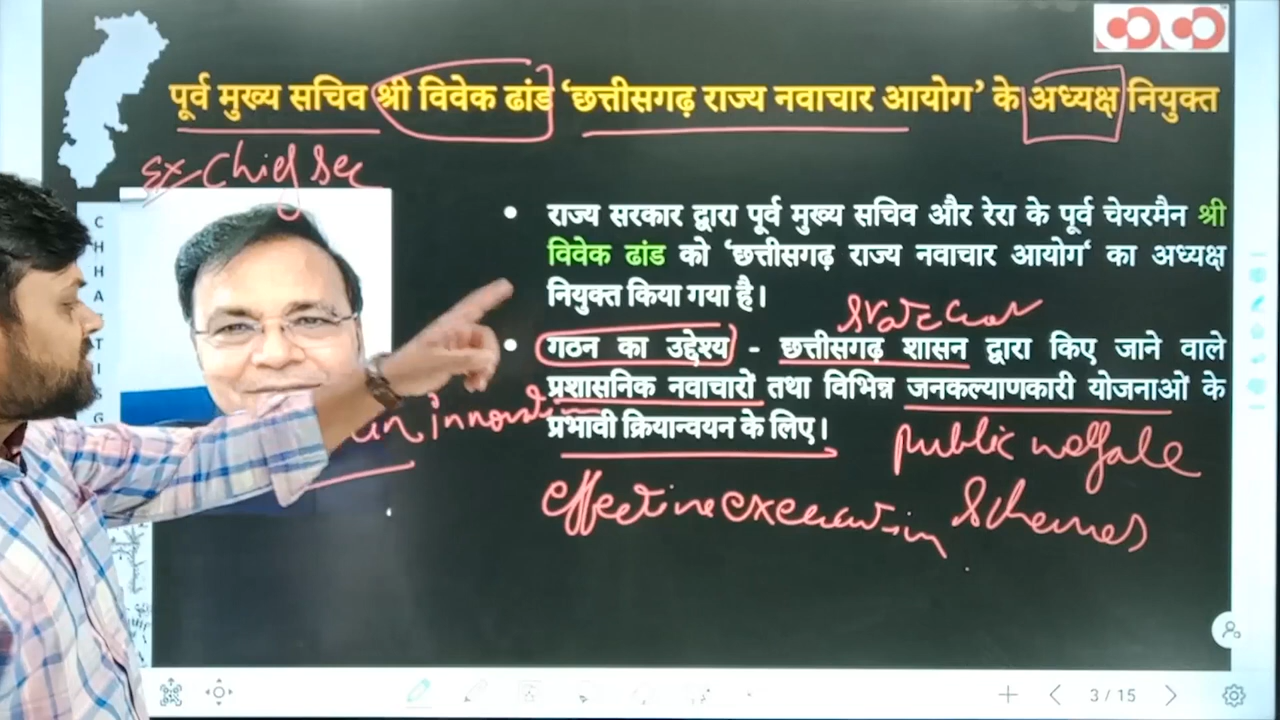 पूर्व मुख्य सचिव श्री विवेक ढांड ‘छत्तीसगढ़ राज्य नवाचार आयोग’ के अध्यक्ष नियुक्त
Ex-Chief Sec
CHHATTISG
• राज्य सरकार द्वारा पूर्व मुख्य सचिव और रेरा के पूर्व चेयरमैन श्री
विवेक ढांड को ‘छत्तीसगढ़ राज्य नवाचार आयोग‘ का अध्यक्ष
नियुक्त किया गया है।
• गठन का उद्देश्य - छत्तीसगढ़ शासन द्वारा किए जाने वाले
प्रशासनिक नवाचारों तथा विभिन्न जनकल्याणकारी योजनाओं के
innovation
प्रभावी क्रियान्वयन के लिए।
public welfare
effective execution schemes
3 / 15